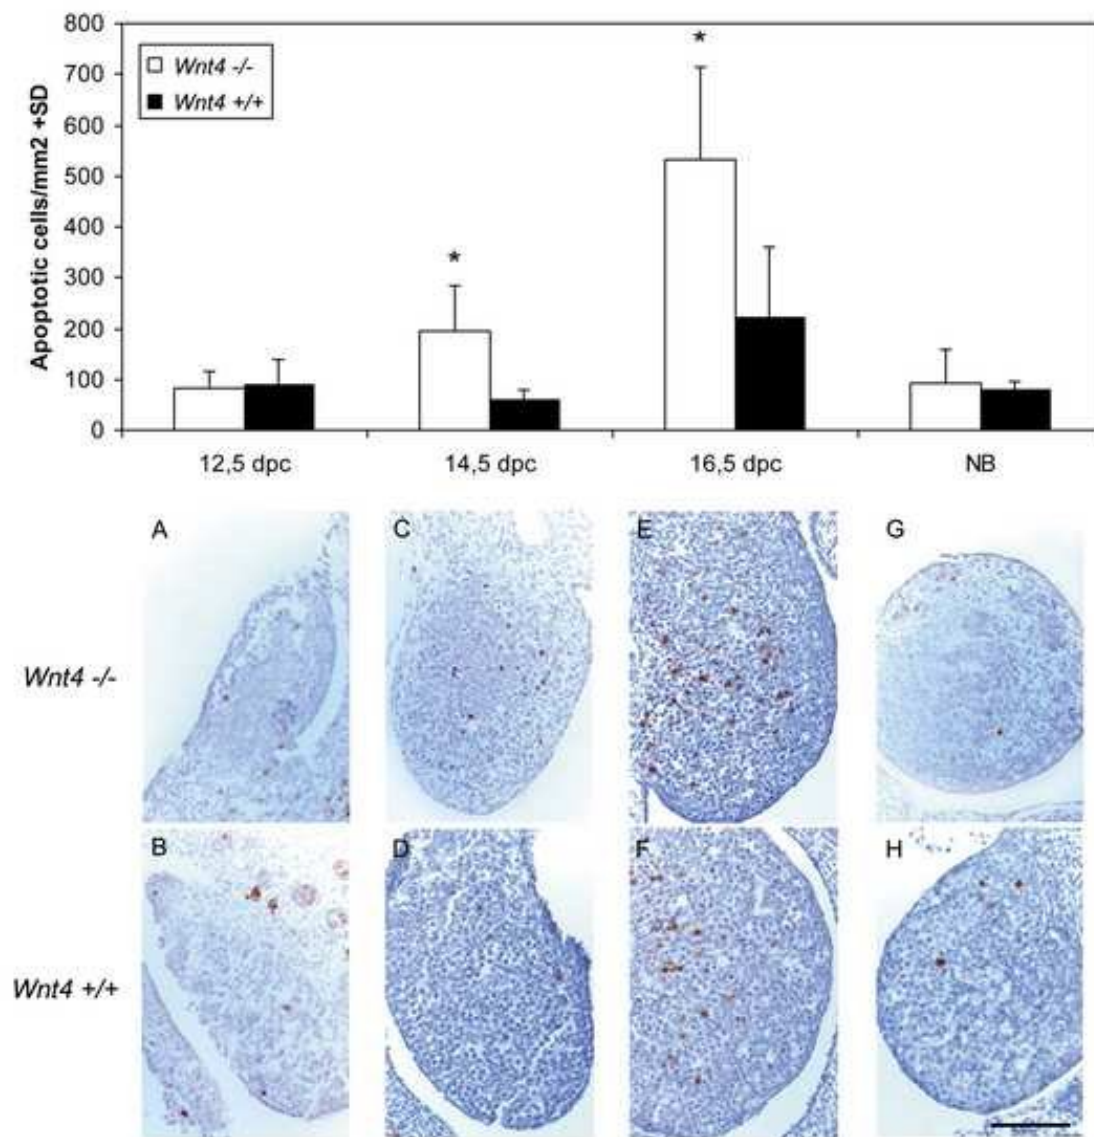 800
700
600
500
400
300
200
100
0
Apoptotic cells/mm2 +SD
Wnt4 -/-
Wnt4 +/+
*
*
12,5 dpc
14,5 dpc
16,5 dpc
NB
A
C
E
G
Wnt4 -/-
B
D
F
H
Wnt4 +/+